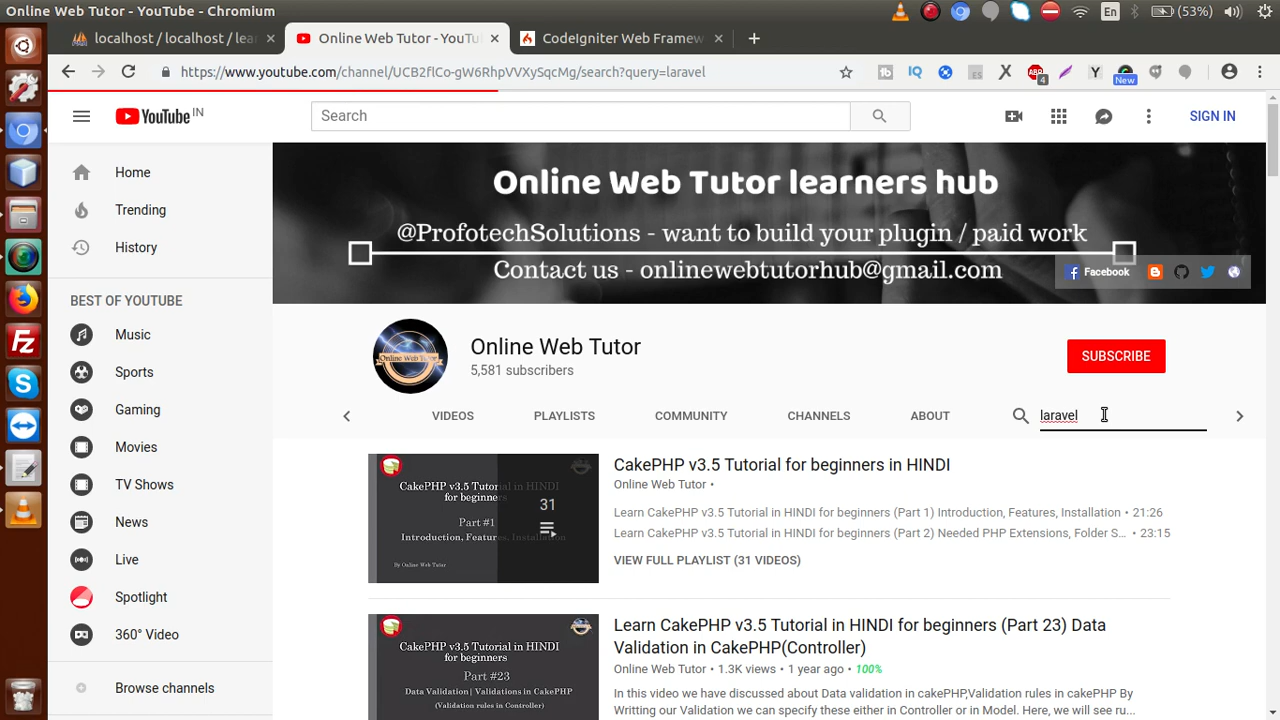 Online Web Tutor - YouTube - Chromium
En
(53%)
localhost / localhost / lear
Online Web Tutor - YouTu
CodeIgniter Web Framew
https://www.youtube.com/channel/UCB2flCo-gW6RhpVVXySqcMg/search?query=laravel
IQ
ABP
4
New
YouTube IN
Search
SIGN IN
Home
Trending
History
BEST OF YOUTUBE
Music
Sports
Gaming
Movies
TV Shows
News
Live
Spotlight
360° Video
Browse channels
Online Web Tutor learners hub
@ProfotechSolutions - want to build your plugin / paid work
Contact us - onlinewebtutorhub@gmail.com
Facebook
Online Web Tutor
Online Web Tutor
5,581 subscribers
SUBSCRIBE
VIDEOS
PLAYLISTS
COMMUNITY
CHANNELS
ABOUT
laravel
CakePHP v3.5 Tutorial in HINDI
for beginners
Part #1
Introduction, Features, Installation
By Online Web Tutor
31
CakePHP v3.5 Tutorial for beginners in HINDI
Online Web Tutor •
Learn CakePHP v3.5 Tutorial in HINDI for beginners (Part 1) Introduction, Features, Installation • 21:26
Learn CakePHP v3.5 Tutorial in HINDI for beginners (Part 2) Needed PHP Extensions, Folder S... • 23:15
VIEW FULL PLAYLIST (31 VIDEOS)
CakePHP v3.5 Tutorial in HINDI
for beginners
Part #23
Data Validation| Validations in CakePHP
(Validation rules in Controller)
Learn CakePHP v3.5 Tutorial in HINDI for beginners (Part 23) Data
Validation in CakePHP(Controller)
Online Web Tutor • 1.3K views • 1 year ago • 100%
In this video we have discussed about Data validation in cakePHP,Validation rules in cakePHP By
Writting our Validation we can specify these either in Controller or in Model. Here, we will see ru...